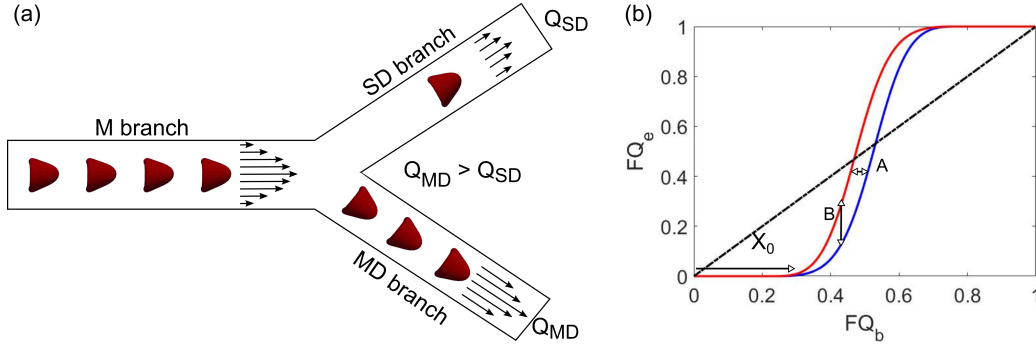 (a)
Q_SD
SD branch
M branch
Q_MD > Q_SD
MD branch
Q_MD
(b)
1
0.8
0.6
0.4
0.2
0
FQ_e
A
B
X_0
0
0.2
0.4
0.6
0.8
1
FQ_b